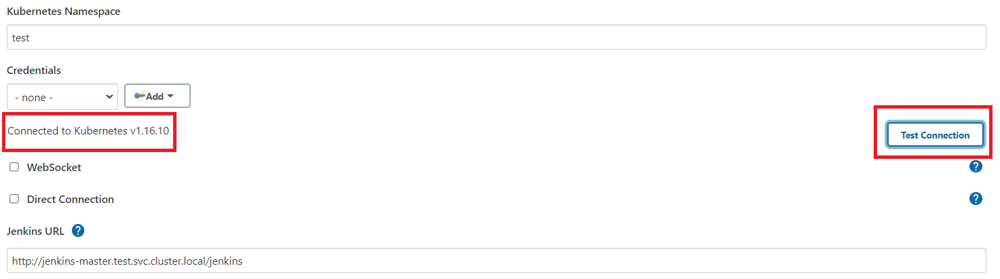 Kubernetes Namespace
test
Credentials
- none -
Add
Connected to Kubernetes v1.16.10
Test Connection
WebSocket
?
Direct Connection
?
Jenkins URL ?
http://jenkins-master.test.svc.cluster.local/jenkins